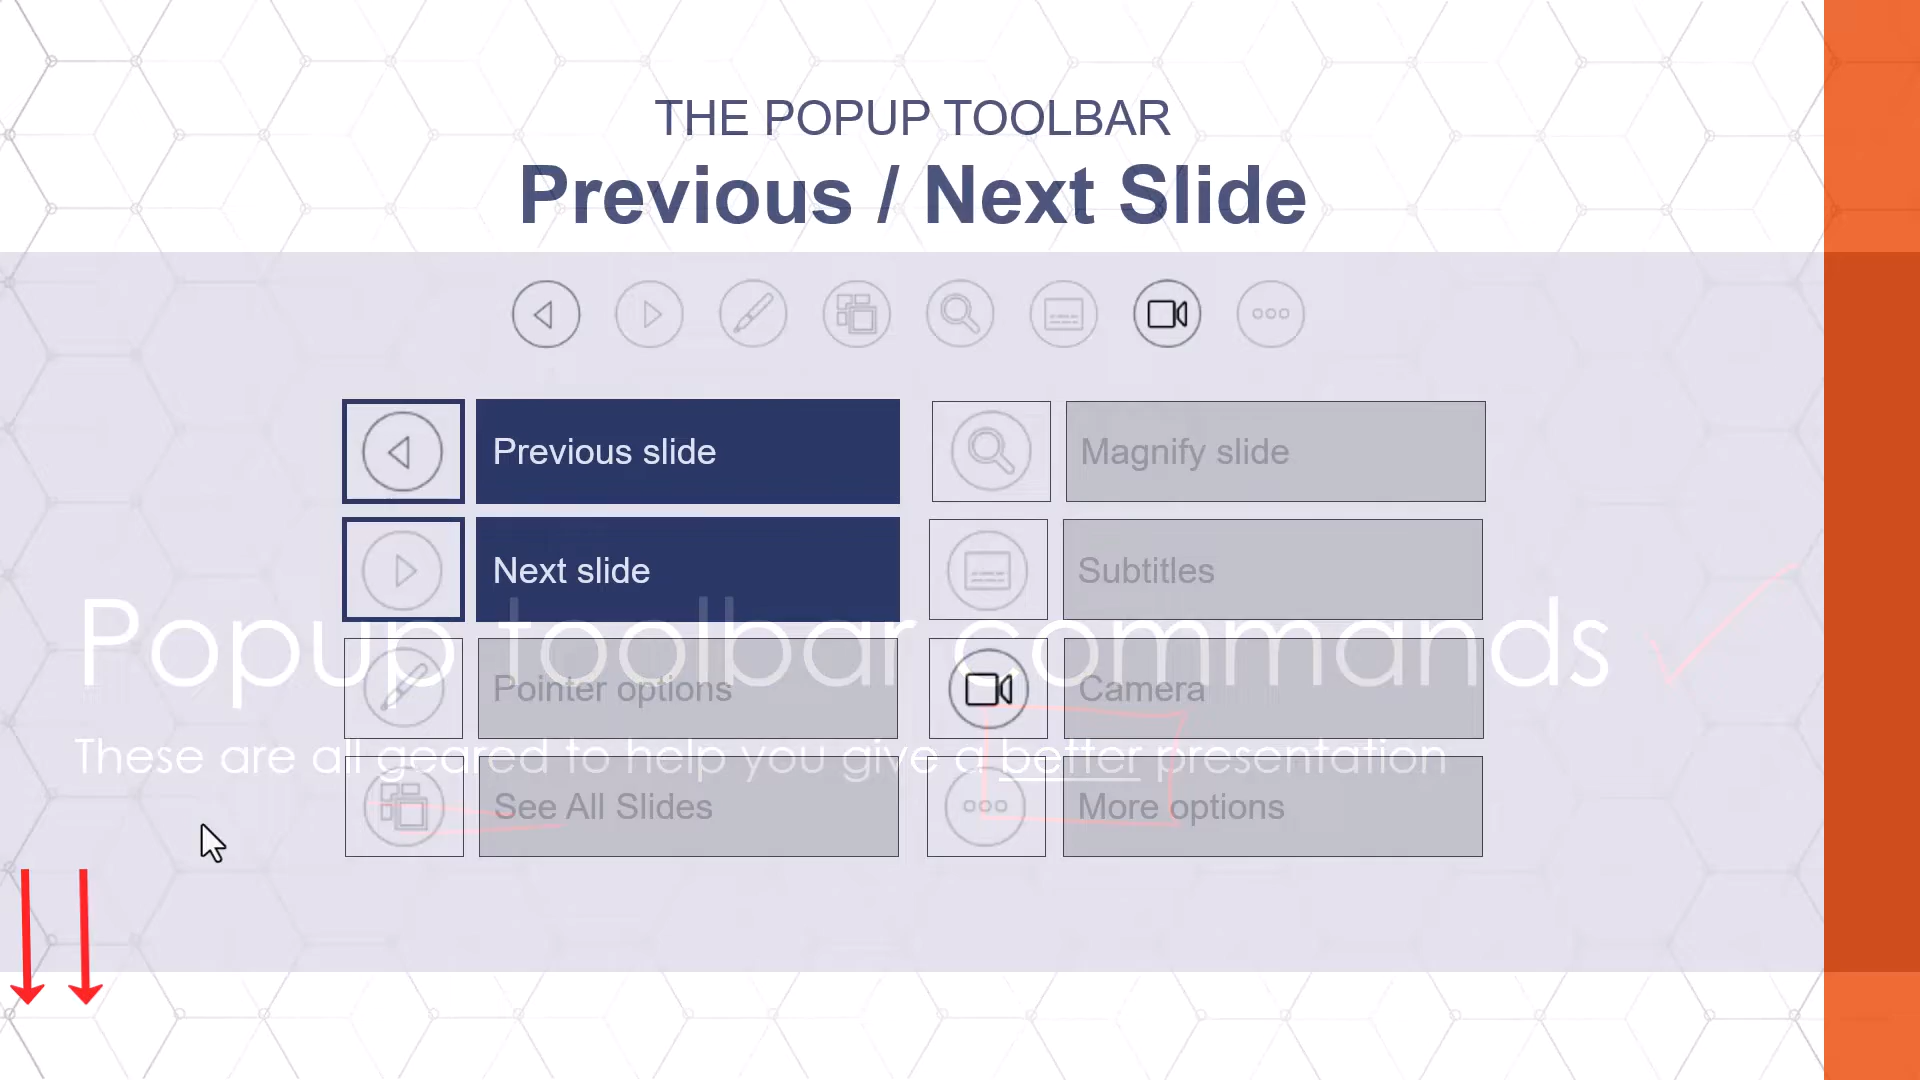 THE POPUP TOOLBAR
Previous / Next Slide
Previous slide
Magnify slide
Next slide
Subtitles
Popup toolbar commands
Pointer options
Camera
These are all geared to help you give a better presentation
See All Slides
More options